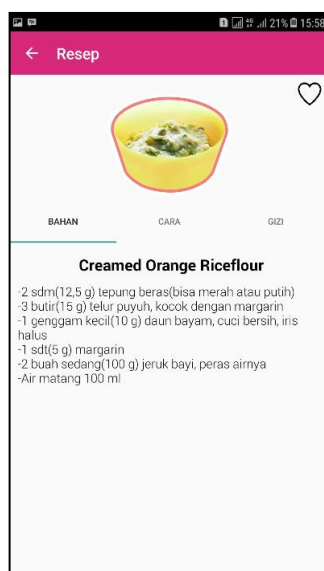 4G 21% 15:58
← Resep
BAHAN CARA GIZI
Creamed Orange Riceflour
-2 sdm(12,5 g) tepung beras(bisa merah atau putih)
-3 butir(15 g) telur puyuh, kocok dengan margarin
-1 genggam kecil(10 g) daun bayam, cuci bersih, iris
halus
-1 sdt(5 g) margarin
-2 buah sedang(100 g) jeruk bayi, peras airnya
-Air matang 100 ml